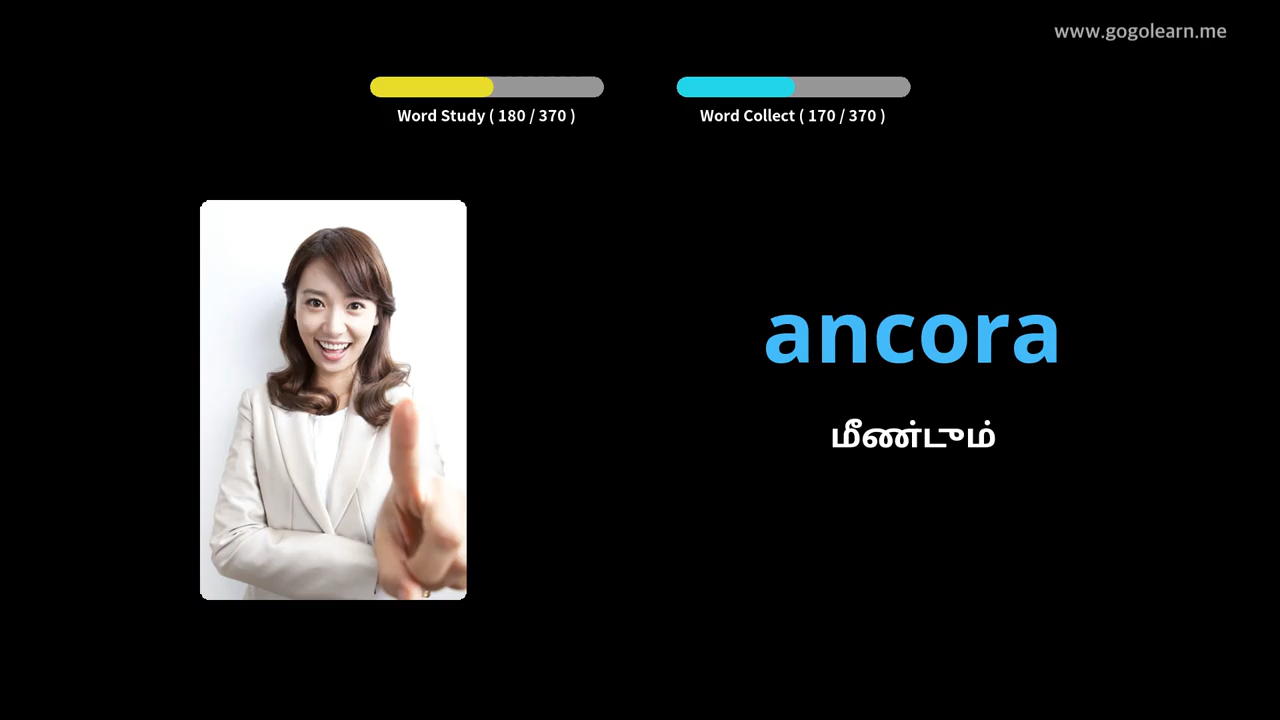 www.gogolearn.me
Word Study ( 180 / 370 )
Word Collect ( 170 / 370 )
ancora
மீண்டும்